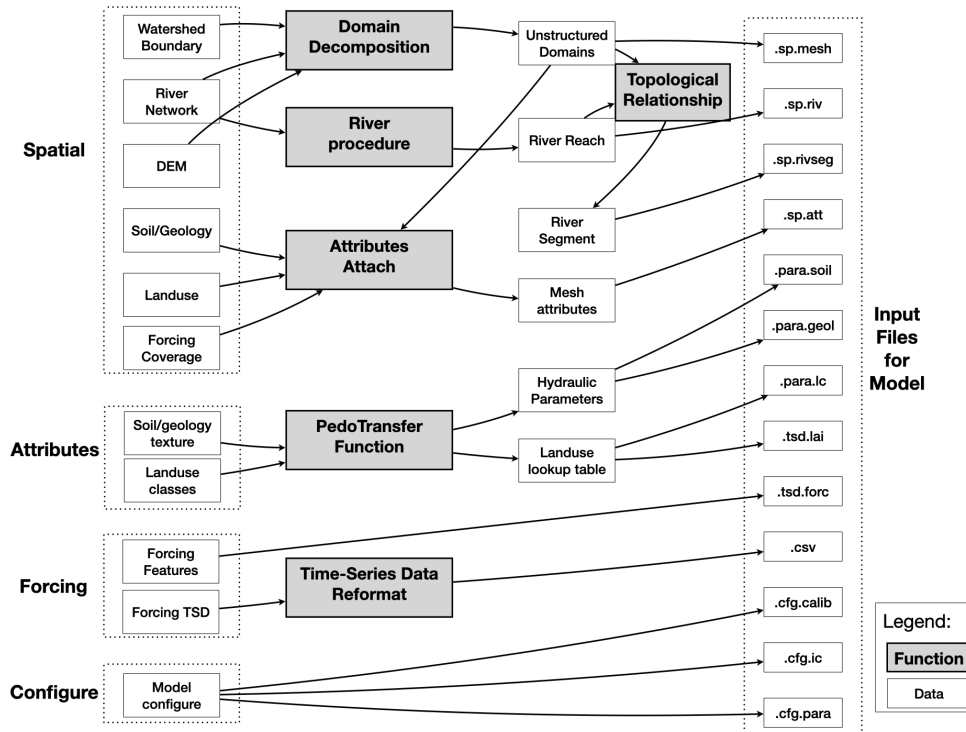 Spatial
Watershed
Boundary
River
Network
DEM
Soil/Geology
Landuse
Forcing
Coverage
Domain
Decomposition
River
procedure
Attributes
Attach
Unstructured
Domains
Topological
Relationship
River Reach
River
Segment
Mesh
attributes
Attributes
Soil/geology
texture
Landuse
classes
PedoTransfer
Function
Hydraulic
Parameters
Landuse
lookup table
Forcing
Forcing
Features
Forcing TSD
Time-Series Data
Reformat
Configure
Model
configure
.sp.mesh
.sp.riv
.sp.rivseg
.sp.att
.para.soil
.para.geol
.para.lc
.tsd.lai
.tsd.forc
.csv
.cfg.calib
.cfg.ic
.cfg.para
Input
Files
for
Model
Legend:
Function
Data